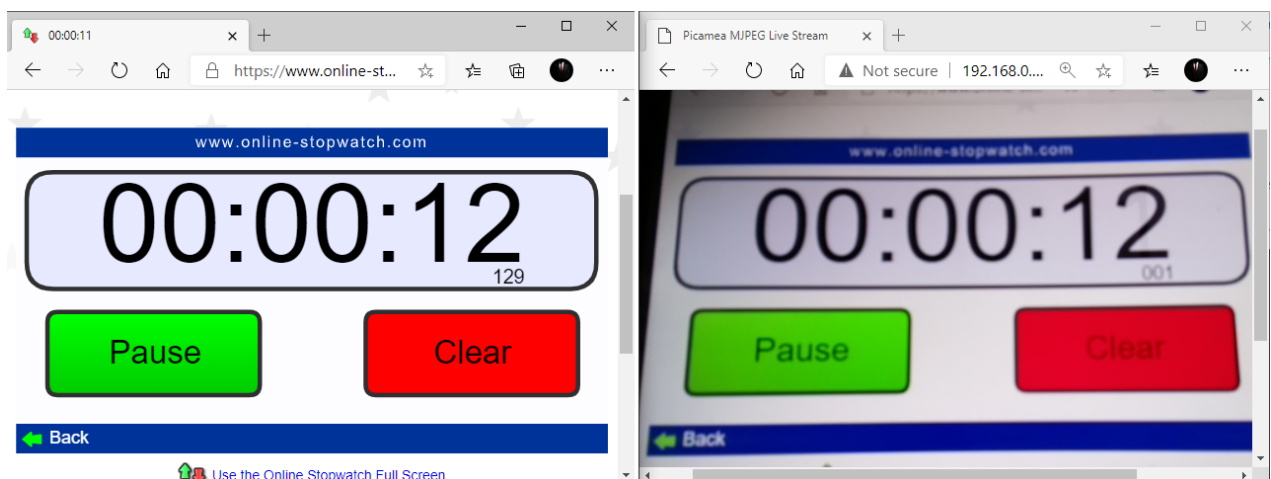 00:00:11
https://www.online-st...
www.online-stopwatch.com
00:00:12
129
Pause
Clear
Back
Use the Online Stopwatch Full Screen
Picamea MJPEG Live Stream
Not secure
192.168.0....
www.online-stopwatch.com
00:00:12
001
Pause
Clear
Back